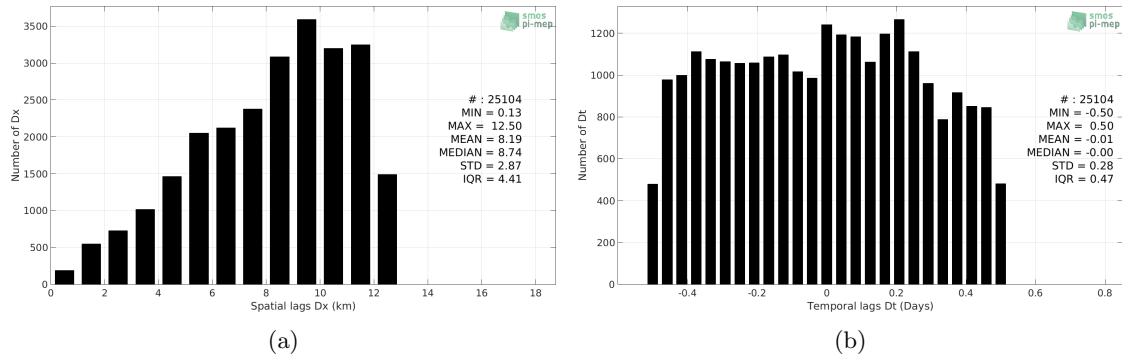 3500
3000
2500
2000
1500
1000
500
0
Number of Dx
smos
pi-mep
# : 25104
MIN = 0.13
MAX = 12.50
MEAN = 8.19
MEDIAN = 8.74
STD = 2.87
IQR = 4.41
0 2 4 6 8 10 12 14 16 18
Spatial lags Dx (km)
(a)
1200
1000
800
600
400
200
0
Number of Dt
smos
pi-mep
# : 25104
MIN = -0.50
MAX = 0.50
MEAN = -0.01
MEDIAN = -0.00
STD = 0.28
IQR = 0.47
-0.4 -0.2 0 0.2 0.4 0.6 0.8
Temporal lags Dt (Days)
(b)